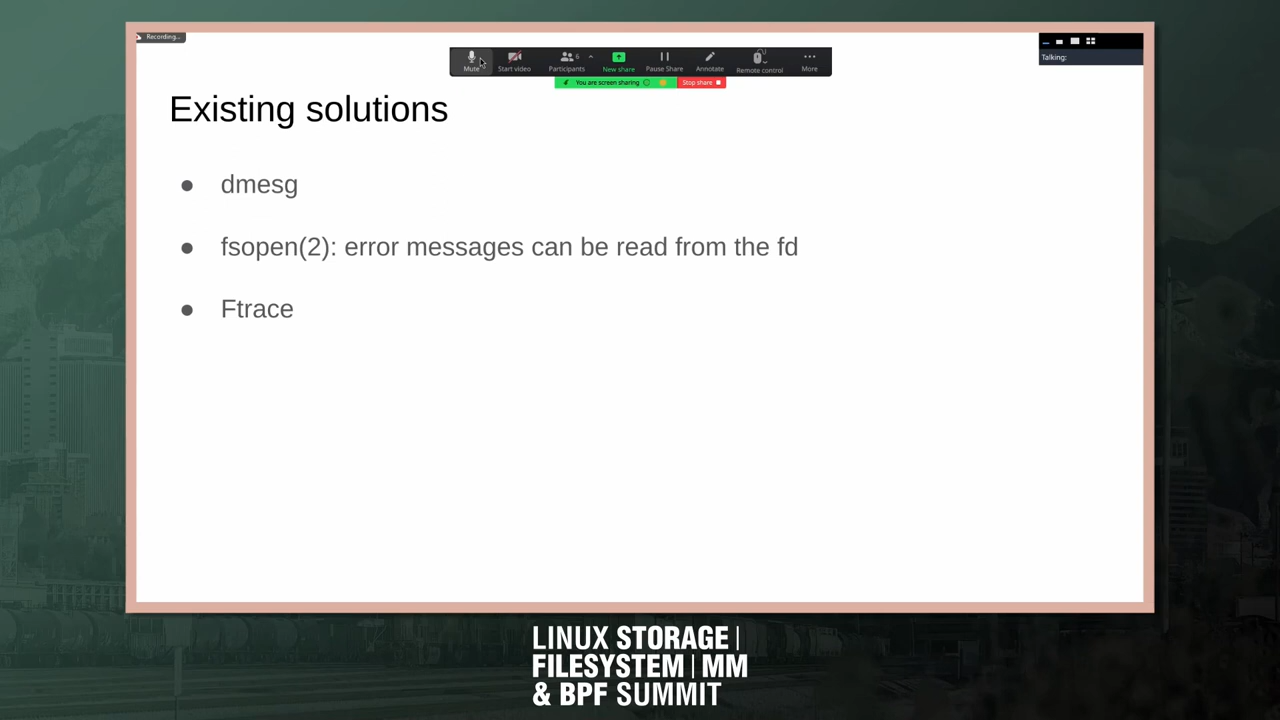 Recording...
Mute
Start video
Participants
6
New share
Pause Share
Annotate
Remote control
More
You are screen sharing
Stop share
Talking:
Existing solutions
● dmesg
● fsopen(2): error messages can be read from the fd
● Ftrace
LINUX STORAGE |
FILESYSTEM | MM
& BPF SUMMIT